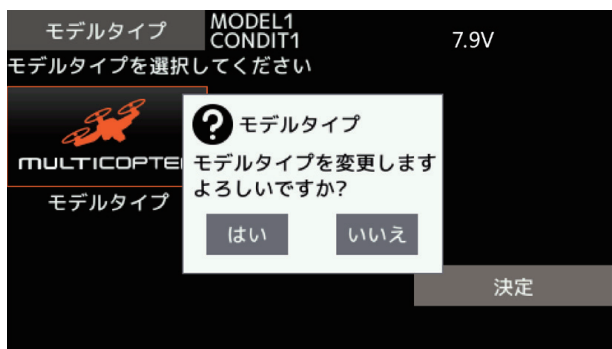 モデルタイプ
MODEL1
CONDIT1
7.9V
モデルタイプを選択してください
MULTICOPTE
モデルタイプ
?
モデルタイプ
モデルタイプを変更します
よろしいですか?
はい
いいえ
決定